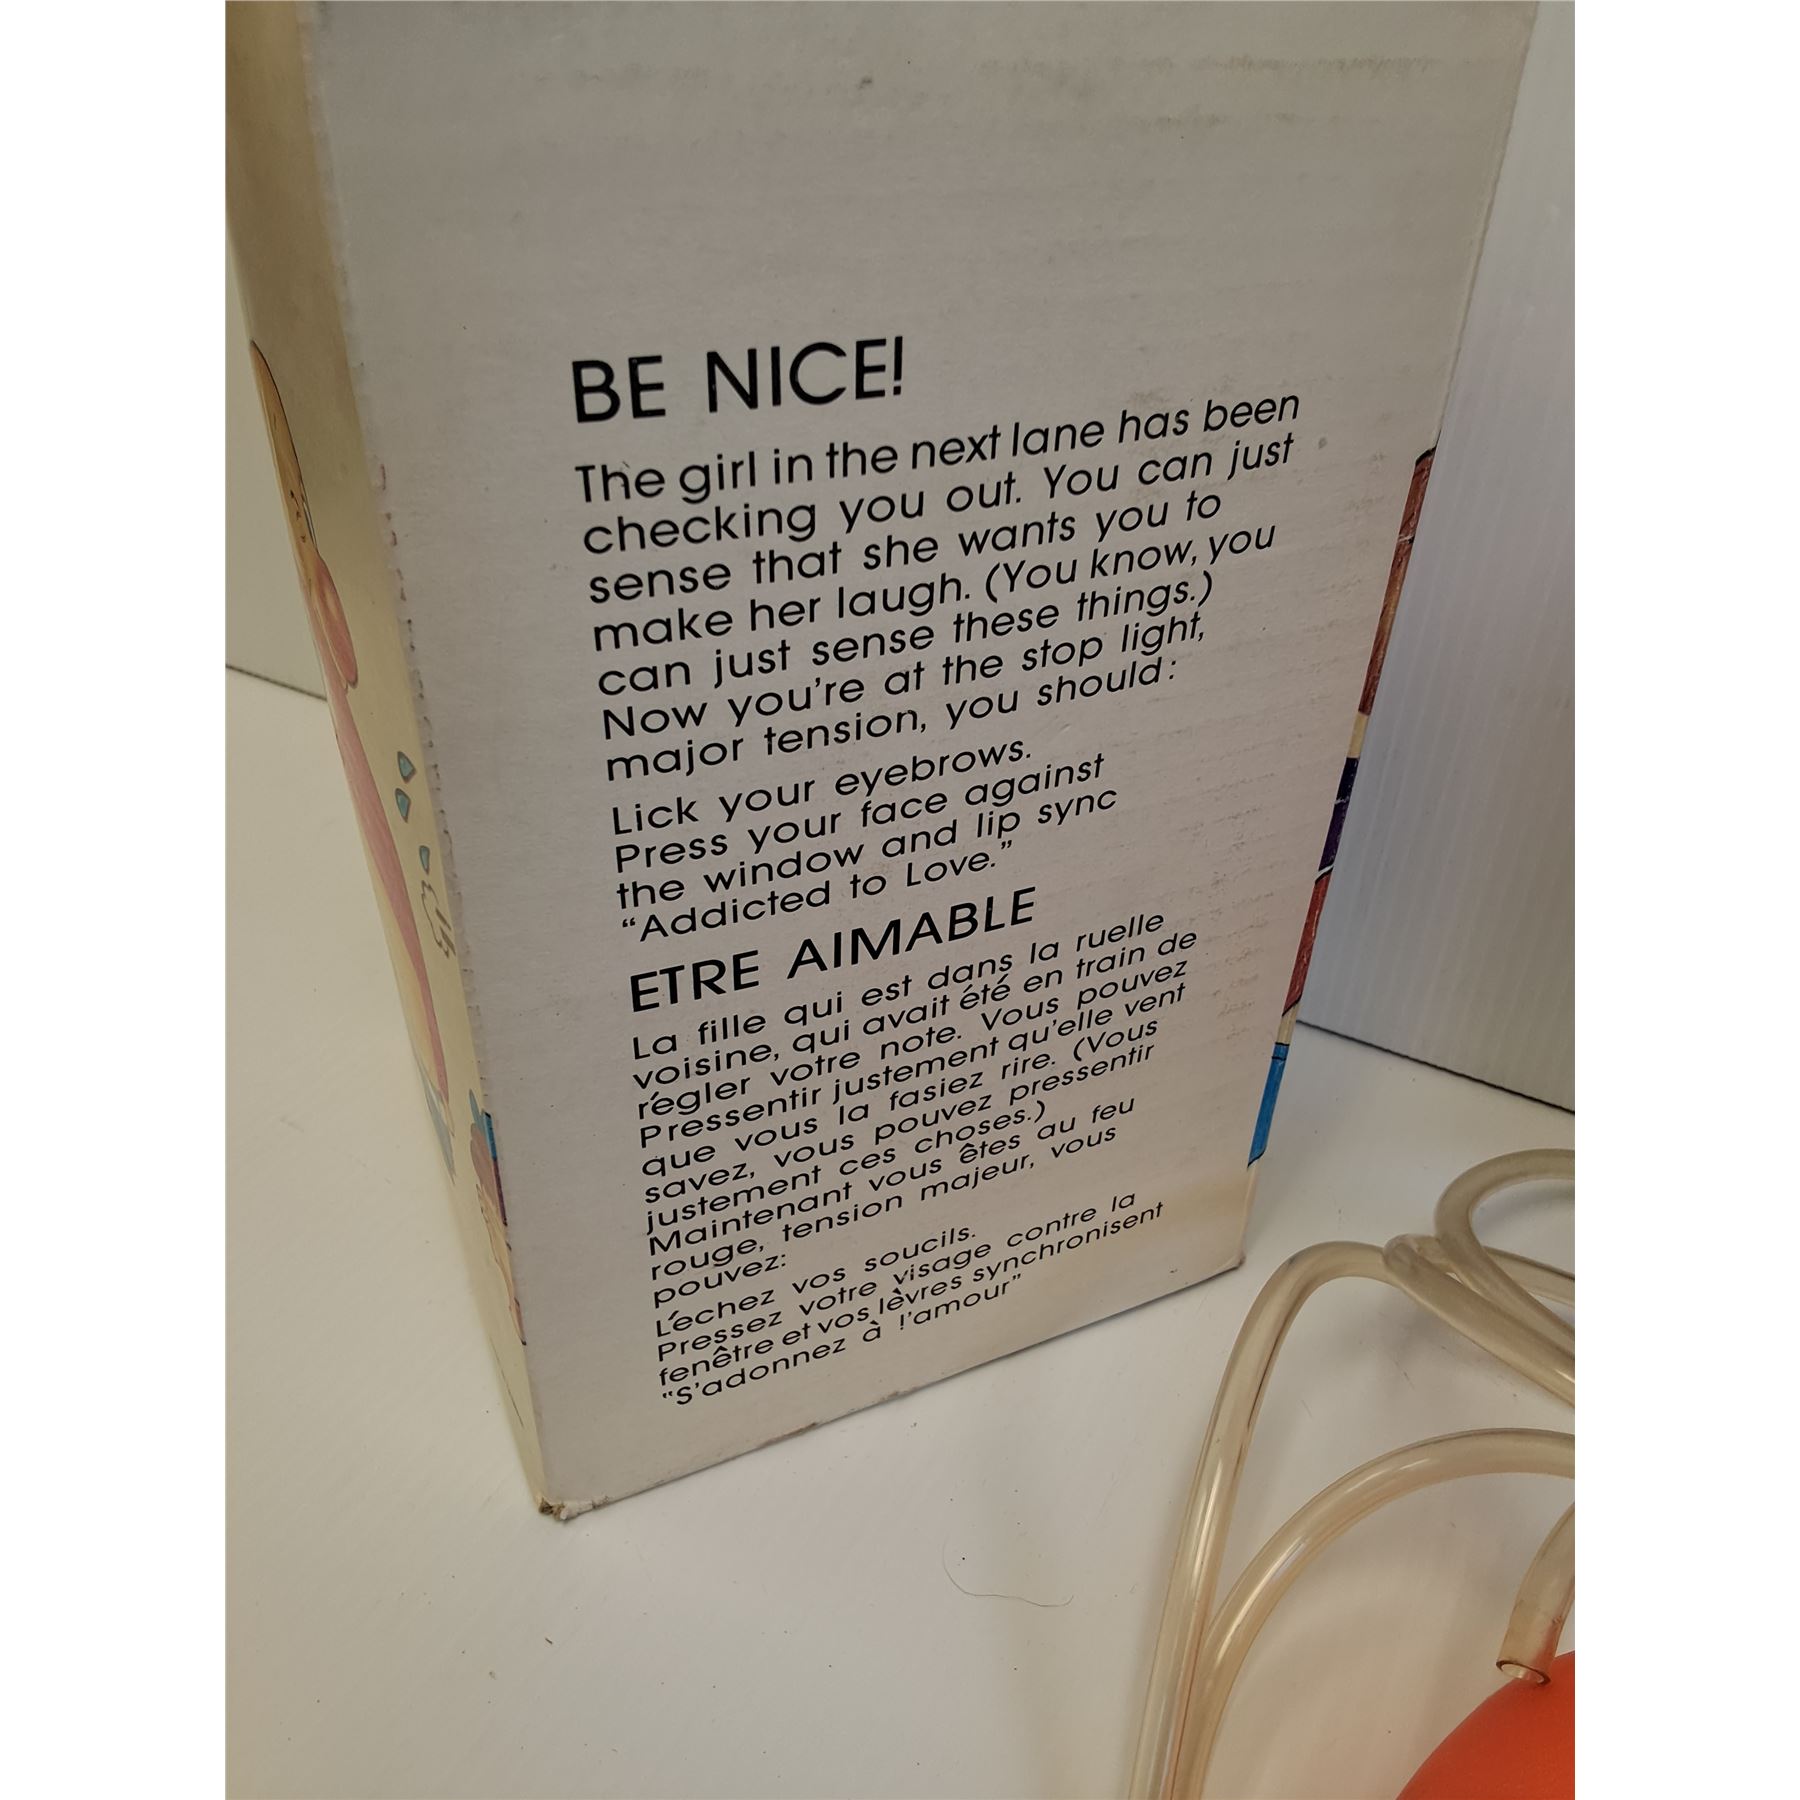 BE NICE!
The girl in the next lane has been
checking you out. You can just
sense that she wants you to
make her laugh. (You know, you
can just sense these things.)
Now you're at the stop light,
major tension, you should:
Lick your eyebrows.
Press your face against
the window and lip sync
"Addicted to Love."
ETRE AIMABLE
La fille qui est dans la ruelle
voisine, qui avait été en train de
régler votre note. Vous pouvez
Pressentir justement qu'elle vent
que vous la fasiez rire. (Vous
savez, vous pouvez pressentir
justement ces choses.)
Maintenant vous êtes au feu
rouge, tension majeur, vous
pouvez:
Léchez vos soucils.
Pressez votre visage contre la
fenêtre et vos lèvres synchronisent
"S'adonnez à l'amour"